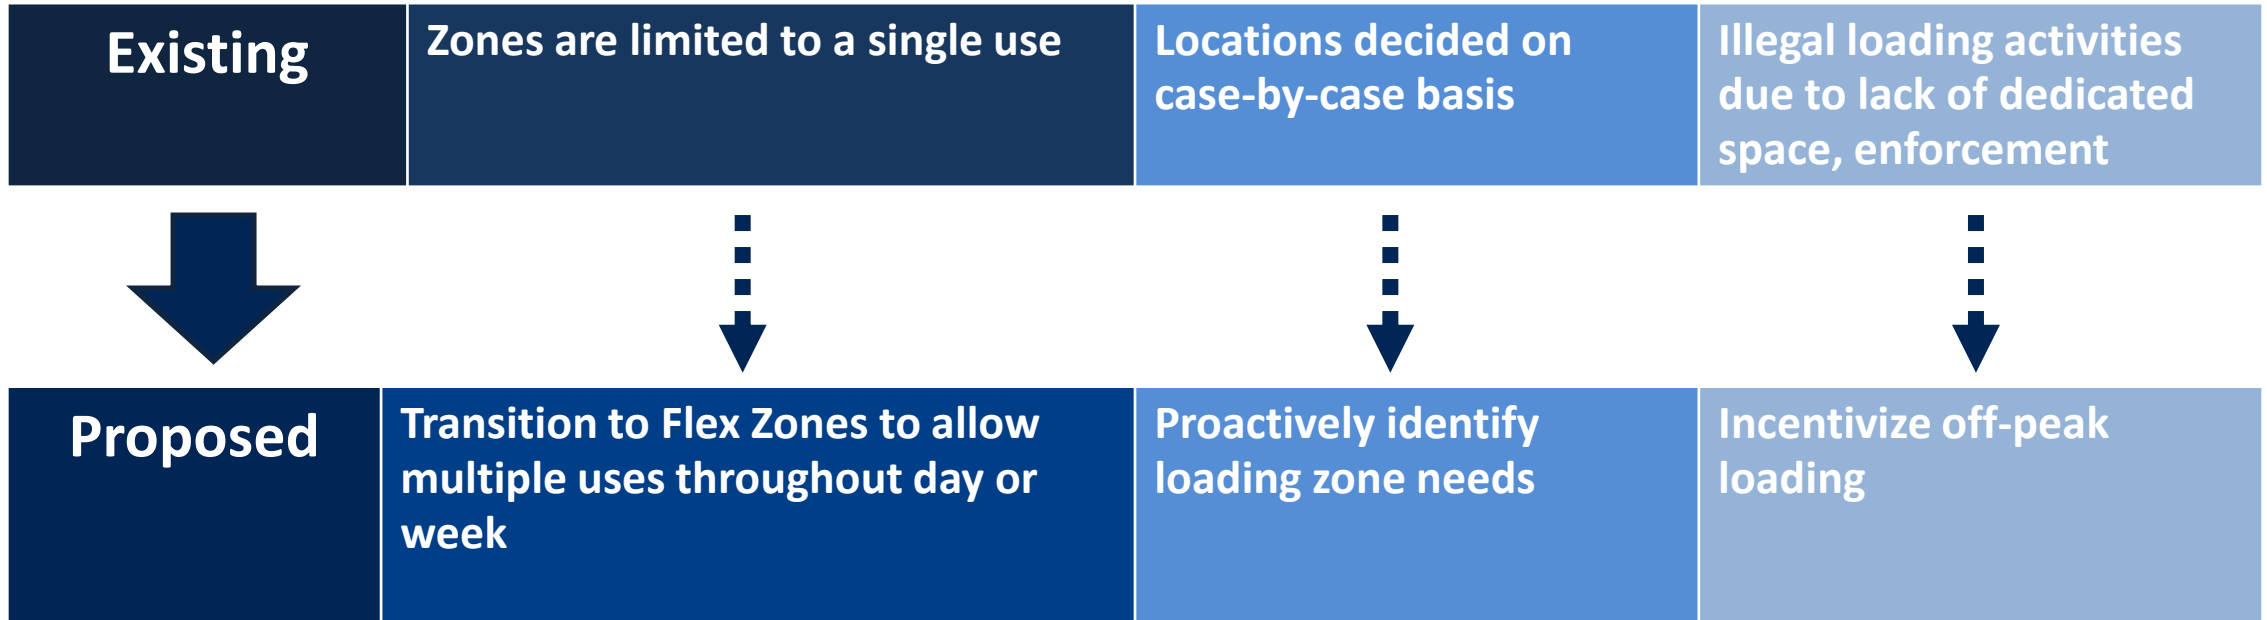 Existing
Zones are limited to a single use
Locations decided on
case-by-case basis
Illegal loading activities
due to lack of dedicated
space, enforcement
Proposed
Transition to Flex Zones to allow
multiple uses throughout day or
week
Proactively identify
loading zone needs
Incentivize off-peak
loading